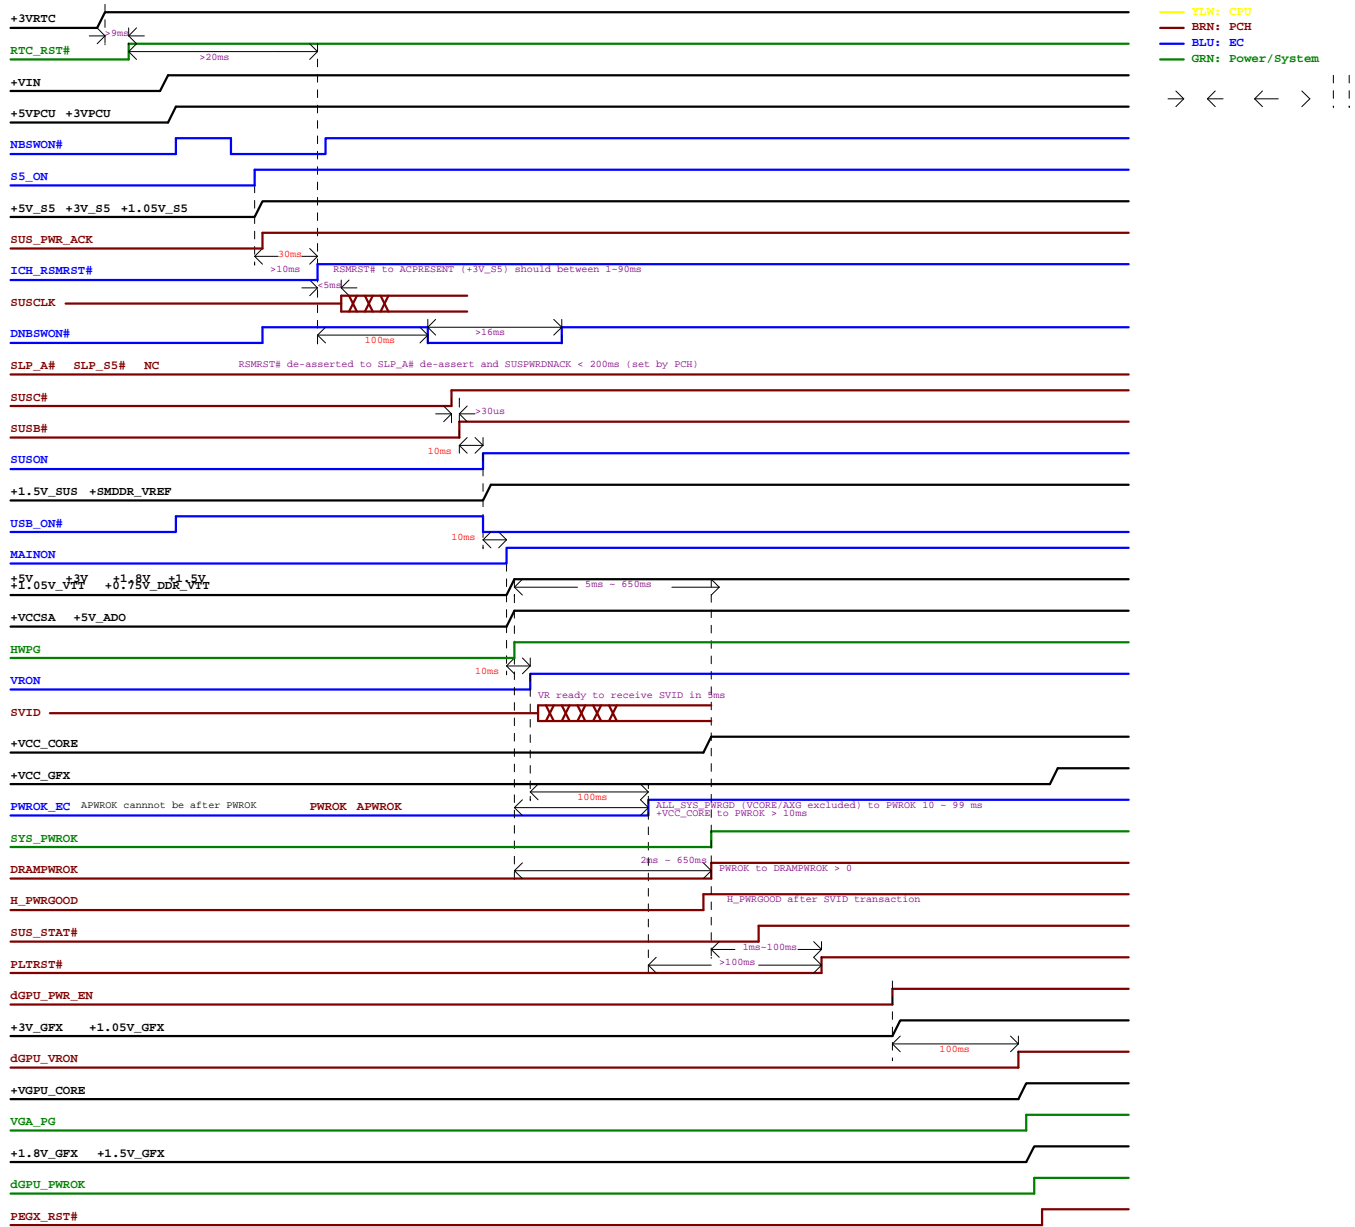 +3VRTC
YLW: CPU
BRN: PCH
>9ms
BLU: EC
RTC_RST#
>20ms
GRN: Power/System
+VIN
+5VPCU +3VPCU
NBSWON#
S5_ON
+5V_S5 +3V_S5 +1.05V_S5
SUS_PWR_ACK
30ms
ICH_RSMRST#
>10ms
RSMRST# to ACPRESENT (+3V_S5) should between 1~90ms
<5ms
SUSCLK
DNBSWON#
>16ms
100ms
SLP_A# SLP_S5# NC
RSMRST# de-asserted to SLP_A# de-assert and SUSPWRDNACK < 200ms (set by PCH)
SUSC#
>30us
SUSB#
10ms
SUSON
+1.5V_SUS +SMDDR_VREF
USB_ON#
10ms
MAINON
+5V +3V +1.8V +1.5V
+1.05V_VTT +0.75V_DDR_VTT
5ms ~ 650ms
+VCCSA +5V_ADO
HWPG
10ms
VRON
VR ready to receive SVID in 5ms
SVID
+VCC_CORE
+VCC_GFX
100ms
PWROK_EC APWROK cannnot be after PWROK PWROK APWROK
ALL_SYS_PWRGD (VCORE/AXG excluded) to PWROK 10 ~ 99 ms
+VCC_CORE to PWROK > 10ms
SYS_PWROK
2ms ~ 650ms
DRAMPWROK
PWROK to DRAMPWROK > 0
H_PWRGOOD
H_PWRGOOD after SVID transaction
SUS_STAT#
1ms~100ms
PLTRST#
>100ms
dGPU_PWR_EN
+3V_GFX +1.05V_GFX
100ms
dGPU_VRON
+VGPU_CORE
VGA_PG
+1.8V_GFX +1.5V_GFX
dGPU_PWROK
PEGX_RST#